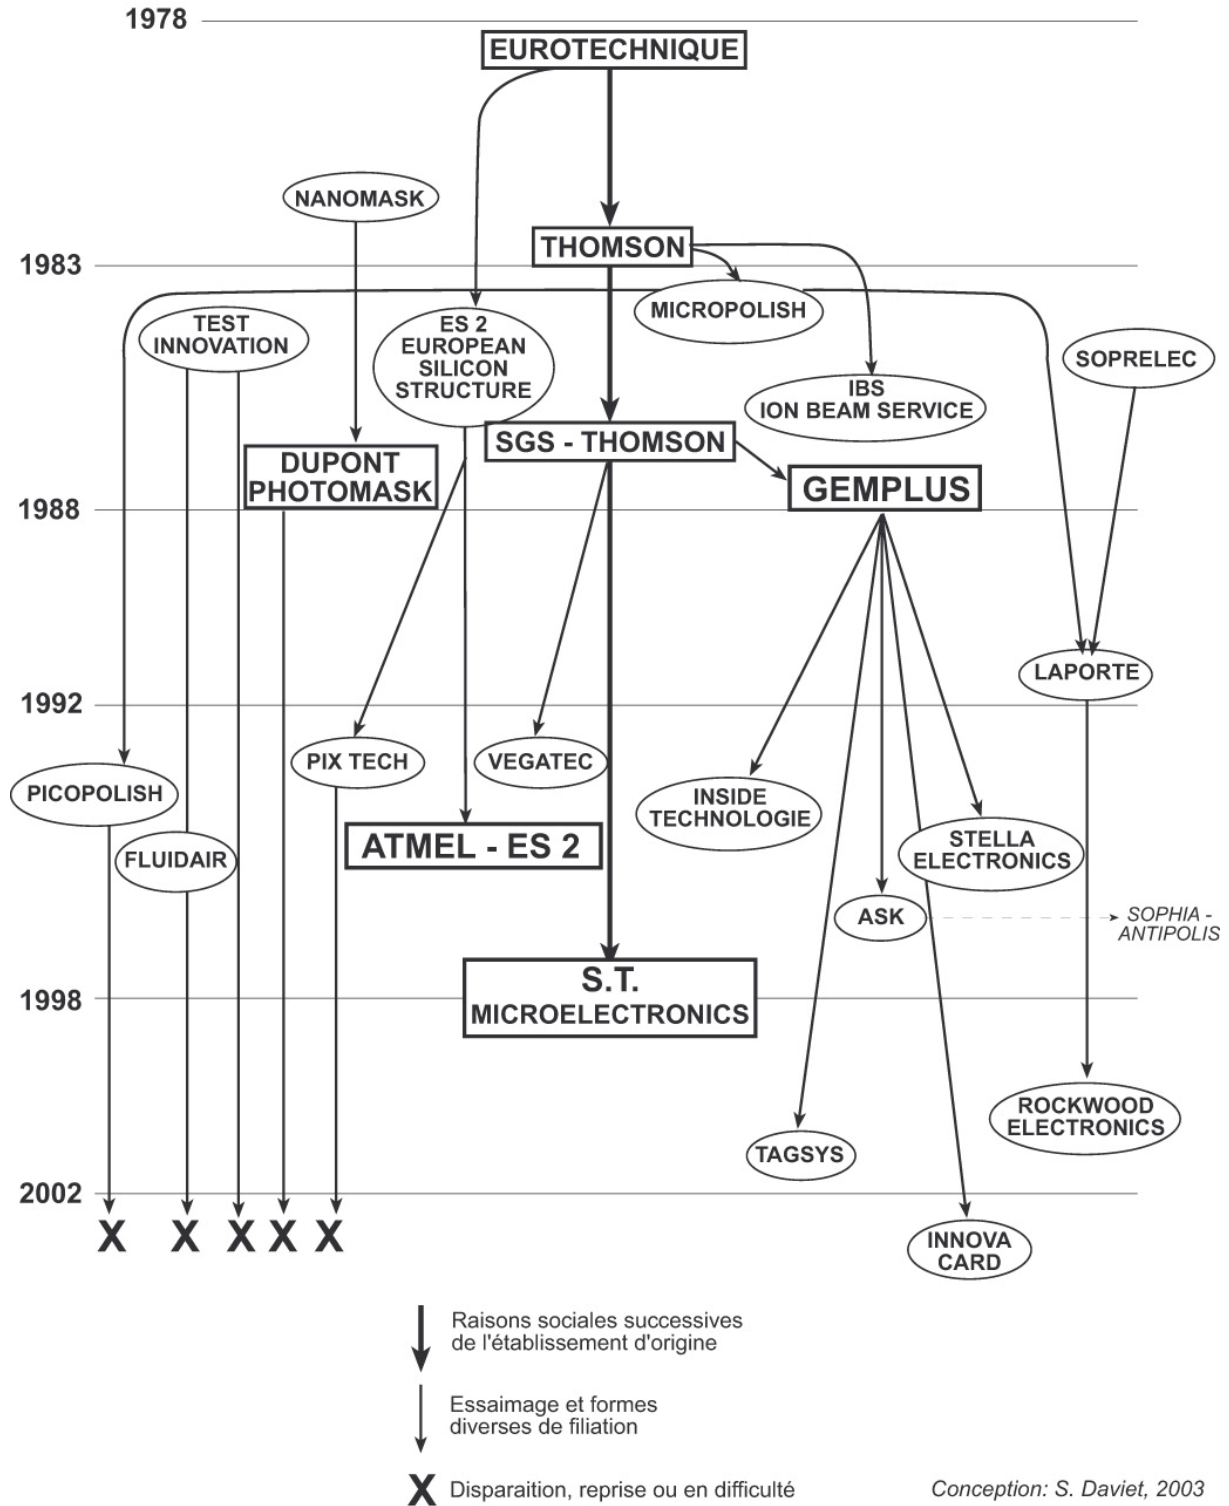 1978
EUROTECHNIQUE
NANOMASK
THOMSON
1983
MICROPOLISH
TEST
INNOVATION
ES 2
EUROPEAN
SILICON
STRUCTURE
SOPRELEC
IBS
ION BEAM SERVICE
SGS - THOMSON
DUPONT
PHOTOMASK
GEMPLUS
1988
LAPORTE
1992
PIX TECH
VEGATEC
PICOPOLISH
INSIDE
TECHNOLOGIE
FLUIDAIR
ATMEL - ES 2
STELLA
ELECTRONICS
ASK
SOPHIA -
ANTIPOLIS
S.T.
MICROELECTRONICS
1998
ROCKWOOD
ELECTRONICS
TAGSYS
2002
X X X X X
INNOVA
CARD
Raisons sociales successives
de l'établissement d'origine
Essaimage et formes
diverses de filiation
X Disparaition, reprise ou en difficulté
Conception: S. Daviet, 2003